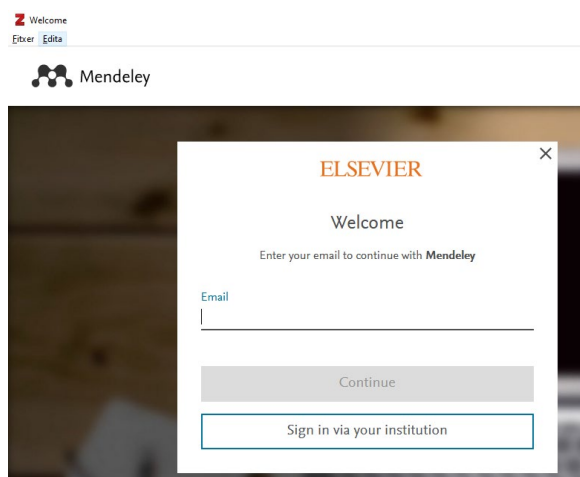 Z Welcome
Fitxer Edita
Mendeley
ELSEVIER
Welcome
Enter your email to continue with Mendeley
Email
Continue
Sign in via your institution